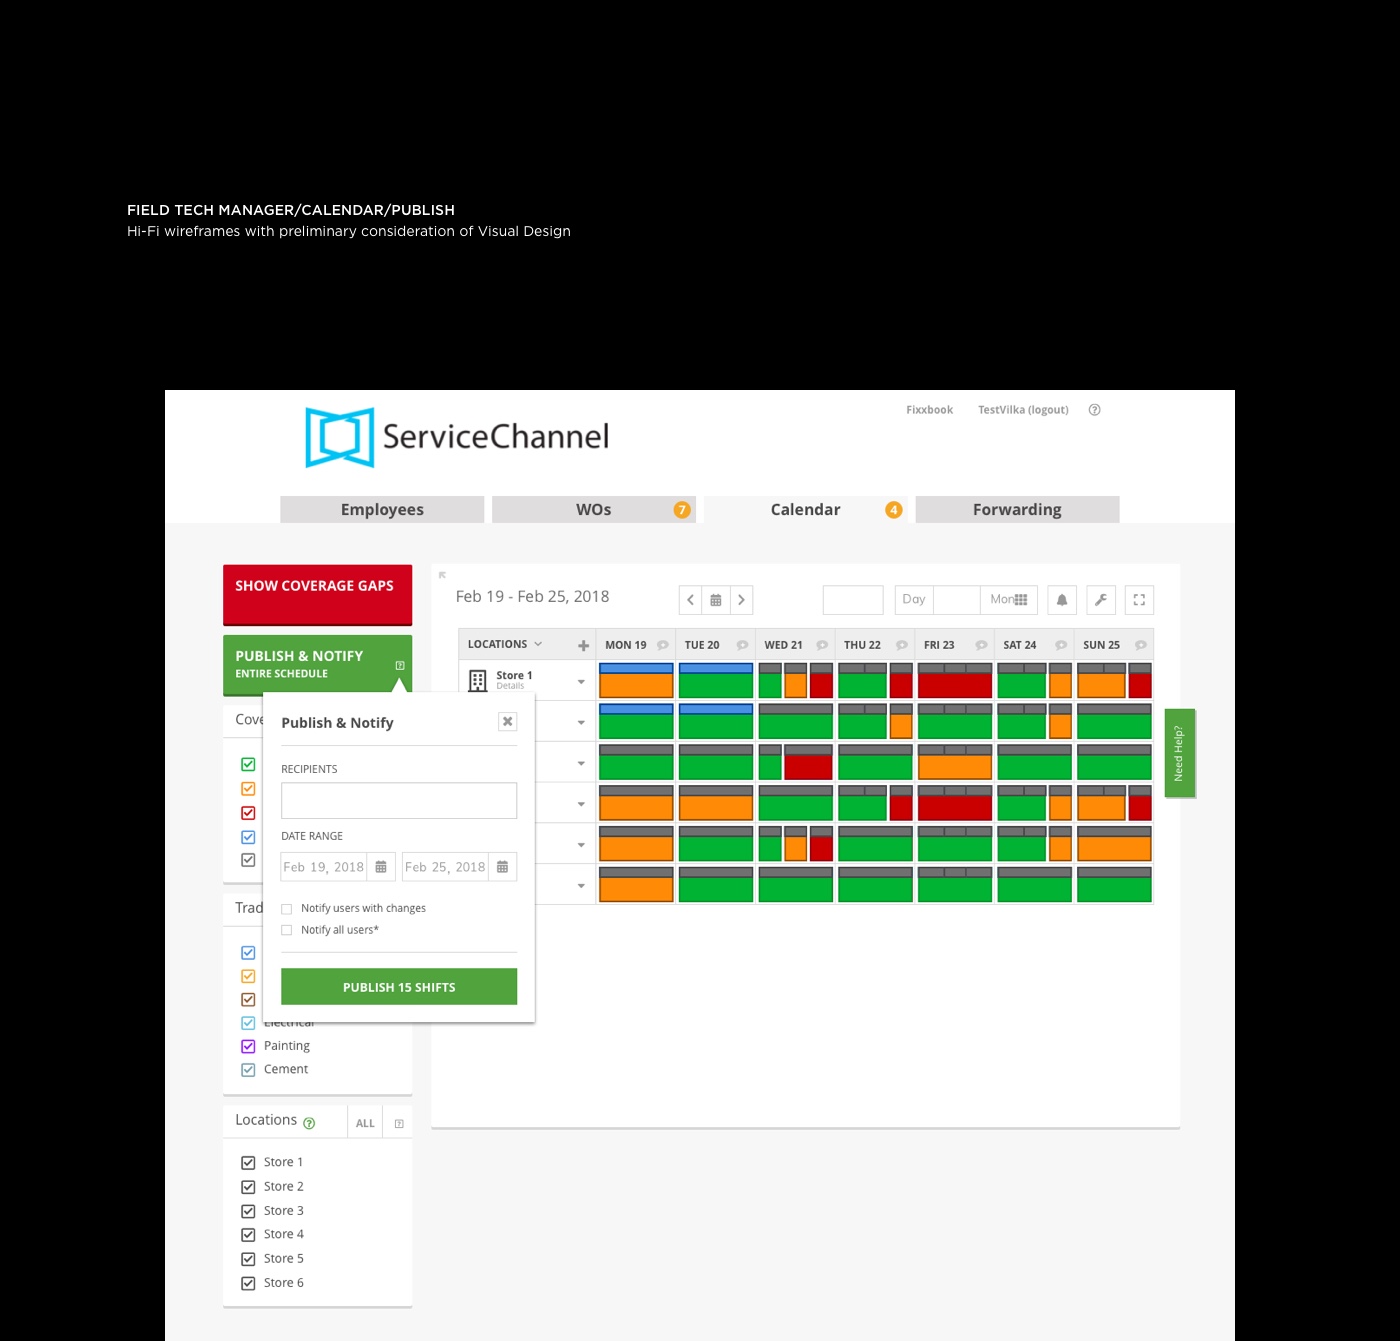 FIELD TECH MANAGER/CALENDAR/PUBLISH
Hi-Fi wireframes with preliminary consideration of Visual Design
Fixxbook TestVilka (logout)
ServiceChannel
Employees WOs 7 Calendar 4 Forwarding
SHOW COVERAGE GAPS
PUBLISH & NOTIFY
ENTIRE SCHEDULE
Feb 19 - Feb 25, 2018 Day Mon
LOCATIONS MON 19 TUE 20 WED 21 THU 22 FRI 23 SAT 24 SUN 25
Store 1
Details
Cove
Publish & Notify
RECIPIENTS
DATE RANGE
Feb 19, 2018 Feb 25, 2018
Notify users with changes
Notify all users*
PUBLISH 15 SHIFTS
Need Help?
Trad
Electrical
Painting
Cement
Locations ? ALL
Store 1
Store 2
Store 3
Store 4
Store 5
Store 6